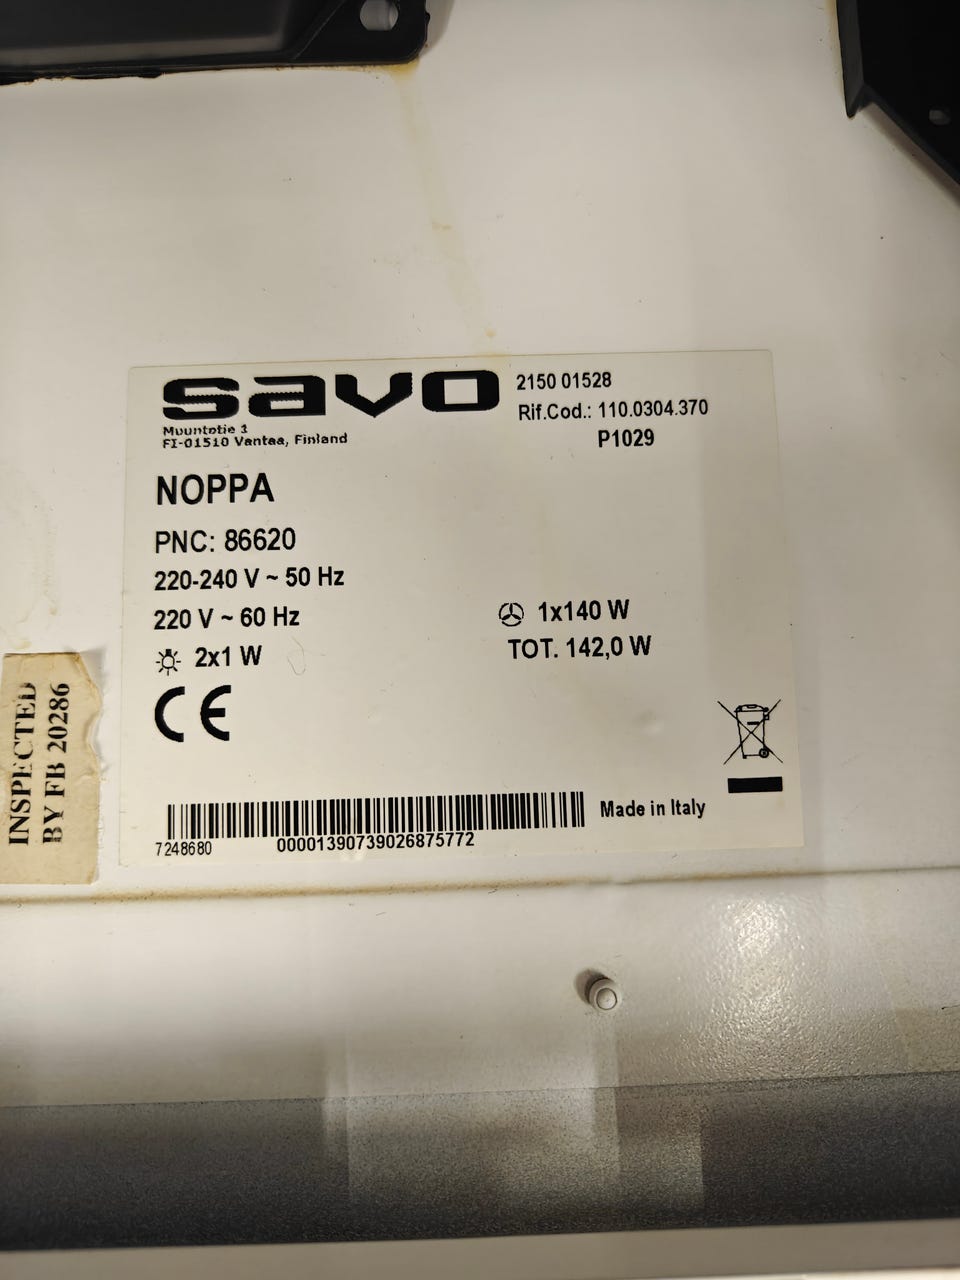 savo
Muuntotie 1
FI-01510 Vantaa, Finland
2150 01528
Rif.Cod.: 110.0304.370
P1029
NOPPA
PNC: 86620
220-240 V ~ 50 Hz
220 V ~ 60 Hz
2x1 W
1x140 W
TOT. 142,0 W
CE
Made in Italy
7248680
00001390739026875772
INSPECTED
BY FB 20286